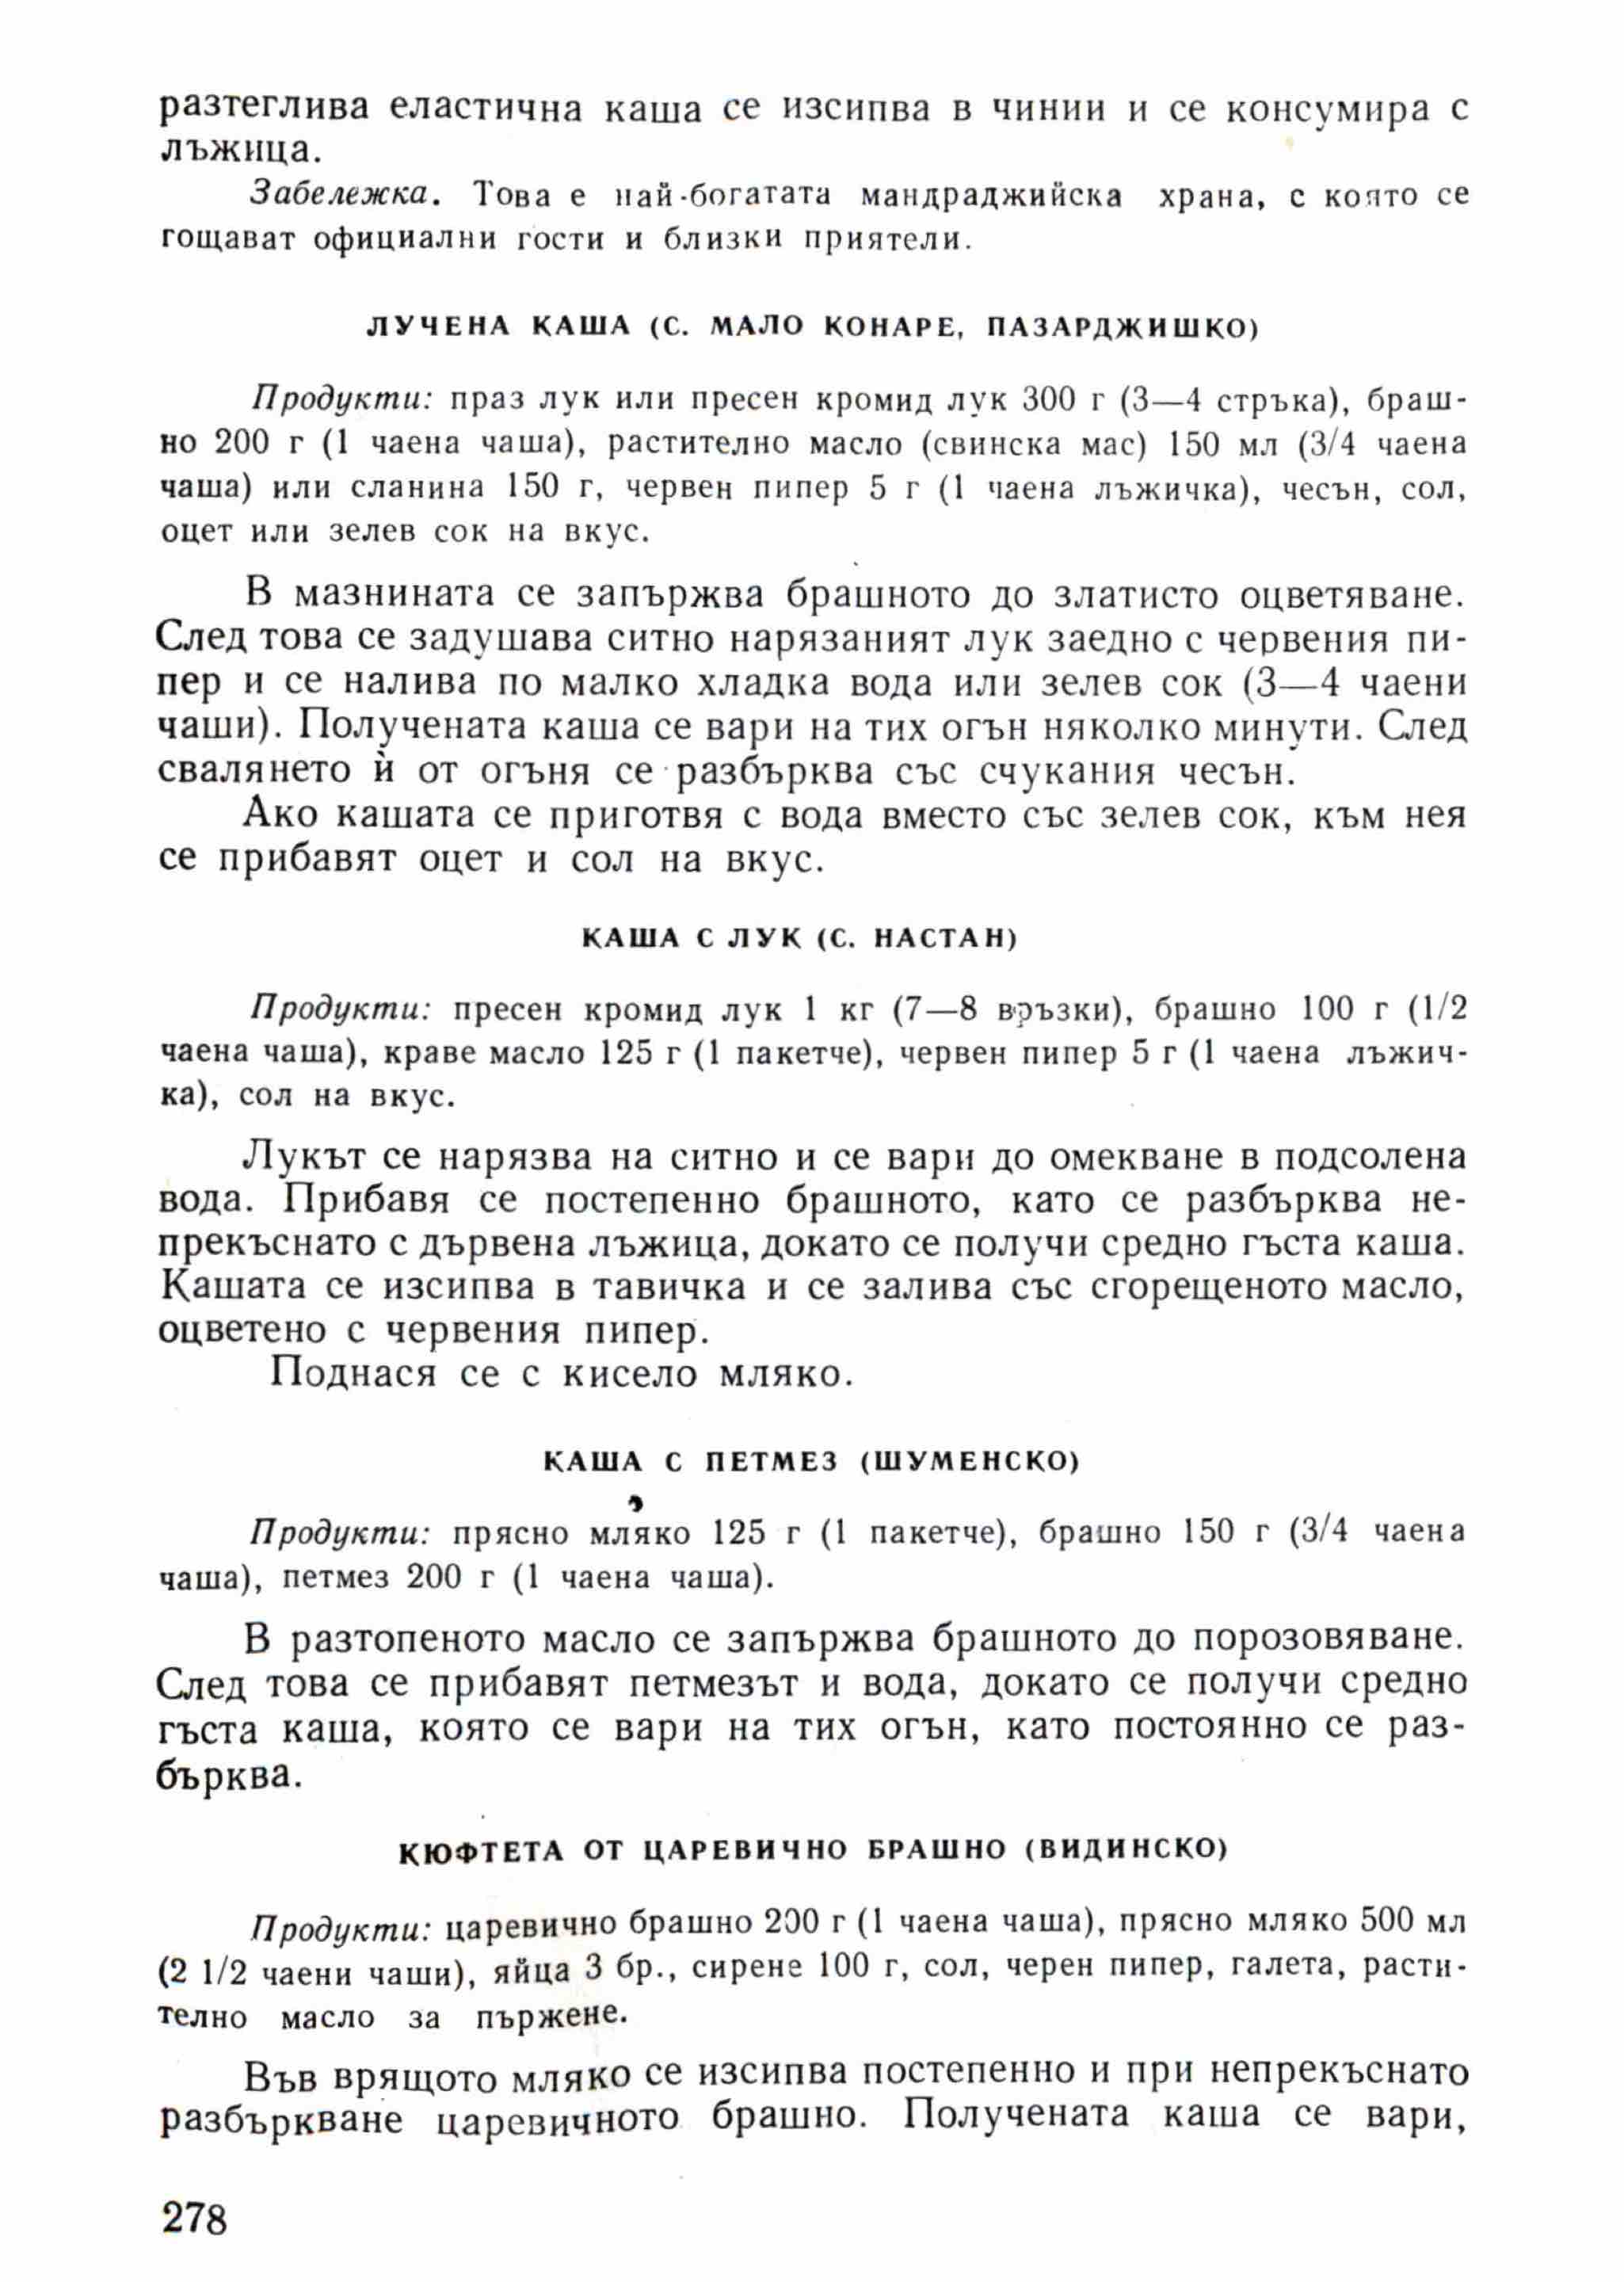 разтеглива еластична каша се изсипва в чинии и се консумира с
лъжица.
Забележка. Това е най-богатата мандраджийска храна, с която се
гощават официални гости и близки приятели.
ЛУЧЕНА КАША (С. МАЛО КОНАРЕ, ПАЗАРДЖИШКО)
Продукти: праз лук или пресен кромид лук 300 г (3—4 стръка), браш-
но 200 г (1 чаена чаша), растително масло (свинска мас) 150 мл (3/4 чаена
чаша) или сланина 150 г, червен пипер 5 г (1 чаена лъжичка), чесън, сол,
оцет или зелев сок на вкус.
В мазнината се запържва брашното до златисто оцветяване.
След това се задушава ситно нарязаният лук заедно с червения пи-
пер и се налива по малко хладка вода или зелев сок (3—4 чаени
чаши). Получената каша се вари на тих огън няколко минути. След
свалянето ѝ от огъня се разбърква със счукания чесън.
Ако кашата се приготвя с вода вместо със зелев сок, към нея
се прибавят оцет и сол на вкус.
КАША С ЛУК (С. НАСТАН)
Продукти: пресен кромид лук 1 кг (7—8 връзки), брашно 100 г (1/2
чаена чаша), краве масло 125 г (1 пакетче), червен пипер 5 г (1 чаена лъжич-
ка), сол на вкус.
Лукът се нарязва на ситно и се вари до омекване в подсолена
вода. Прибавя се постепенно брашното, като се разбърква не-
прекъснато с дървена лъжица, докато се получи средно гъста каша.
Кашата се изсипва в тавичка и се залива със сгорещеното масло,
оцветено с червения пипер.
Поднася се с кисело мляко.
КАША С ПЕТМЕЗ (ШУМЕНСКО)
Продукти: прясно мляко 125 г (1 пакетче), брашно 150 г (3/4 чаена
чаша), петмез 200 г (1 чаена чаша).
В разтопеното масло се запържва брашното до порозовяване.
След това се прибавят петмезът и вода, докато се получи средно
гъста каша, която се вари на тих огън, като постоянно се раз-
бърква.
КЮФТЕТА ОТ ЦАРЕВИЧНО БРАШНО (ВИДИНСКО)
Продукти: царевично брашно 200 г (1 чаена чаша), прясно мляко 500 мл
(2 1/2 чаени чаши), яйца 3 бр., сирене 100 г, сол, черен пипер, галета, расти-
телно масло за пържене.
Във врящото мляко се изсипва постепенно и при непрекъснато
разбъркване царевичното брашно. Получената каша се вари,
278